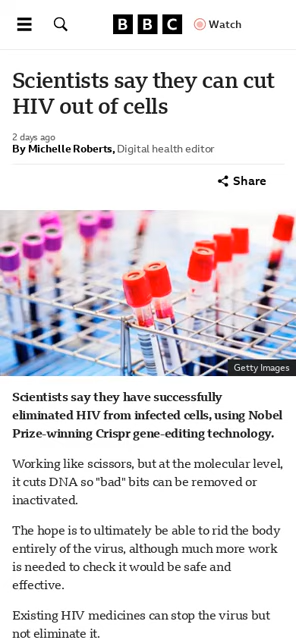 BBC
Watch
Scientists say they can cut
HIV out of cells
2 days ago
By Michelle Roberts, Digital health editor
Share
Getty Images
Scientists say they have successfully
eliminated HIV from infected cells, using Nobel
Prize-winning Crispr gene-editing technology.
Working like scissors, but at the molecular level,
it cuts DNA so "bad" bits can be removed or
inactivated.
The hope is to ultimately be able to rid the body
entirely of the virus, although much more work
is needed to check it would be safe and
effective.
Existing HIV medicines can stop the virus but
not eliminate it.